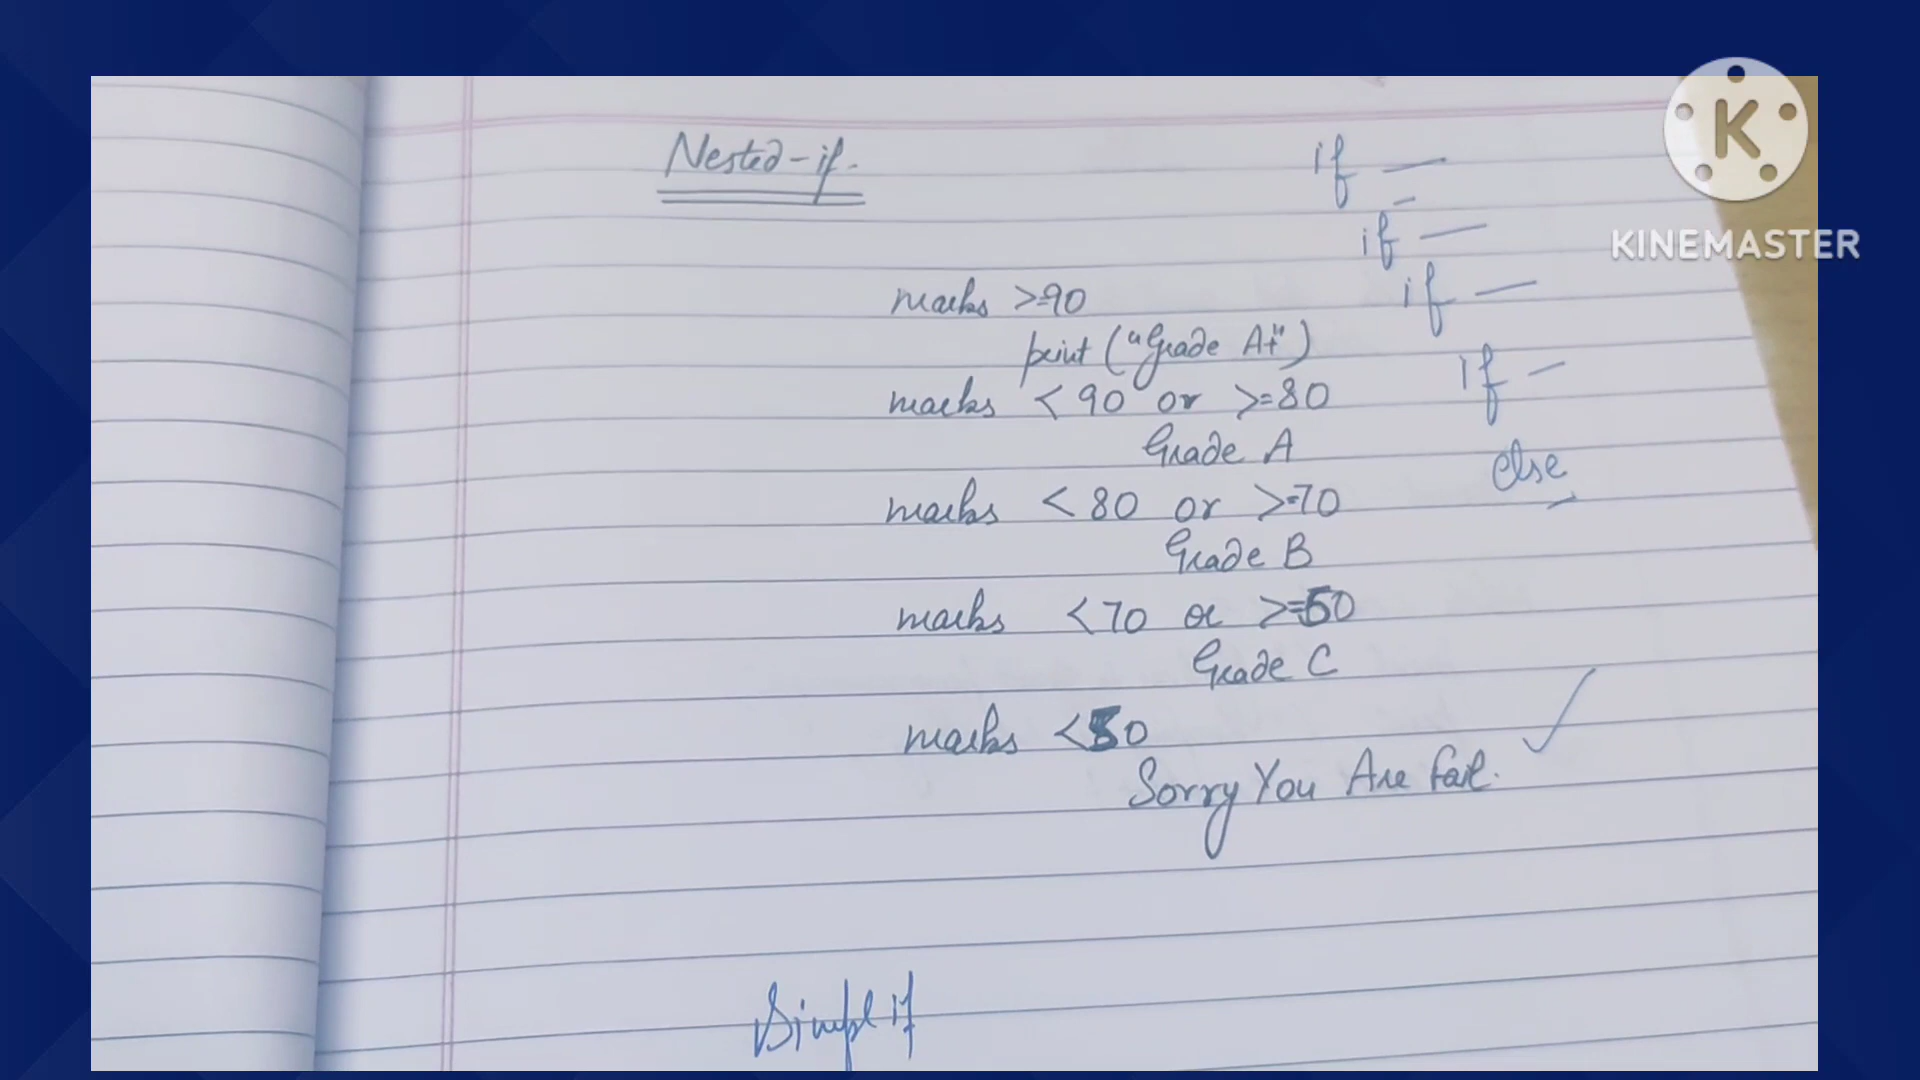 Nested-if-
marks >=90
print ("Grade A+")
marks < 90 or >=80
Grade A
marks < 80 or >=70
Grade B
marks <70 or >=50
Grade C
marks <50
Sorry You Are fail.
if —
if —
if —
if —
else
Simple if
K
KINEMASTER